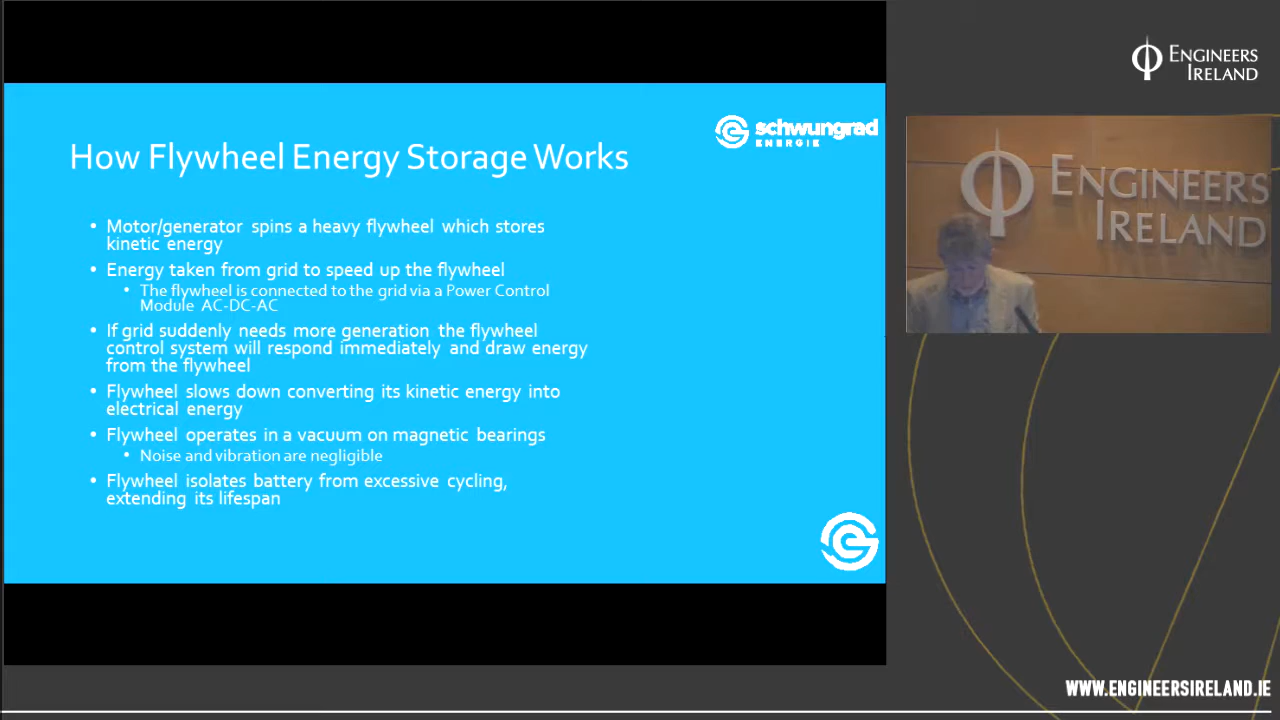 ENGINEERS
IRELAND
schwungrad
ENERGIE
How Flywheel Energy Storage Works
ENGINEERS
IRELAND
• Motor/generator spins a heavy flywheel which stores
kinetic energy
• Energy taken from grid to speed up the flywheel
• The flywheel is connected to the grid via a Power Control
Module AC-DC-AC
• If grid suddenly needs more generation the flywheel
control system will respond immediately and draw energy
from the flywheel
• Flywheel slows down converting its kinetic energy into
electrical energy
• Flywheel operates in a vacuum on magnetic bearings
• Noise and vibration are negligible
• Flywheel isolates battery from excessive cycling,
extending its lifespan
WWW.ENGINEERSIRELAND.IE